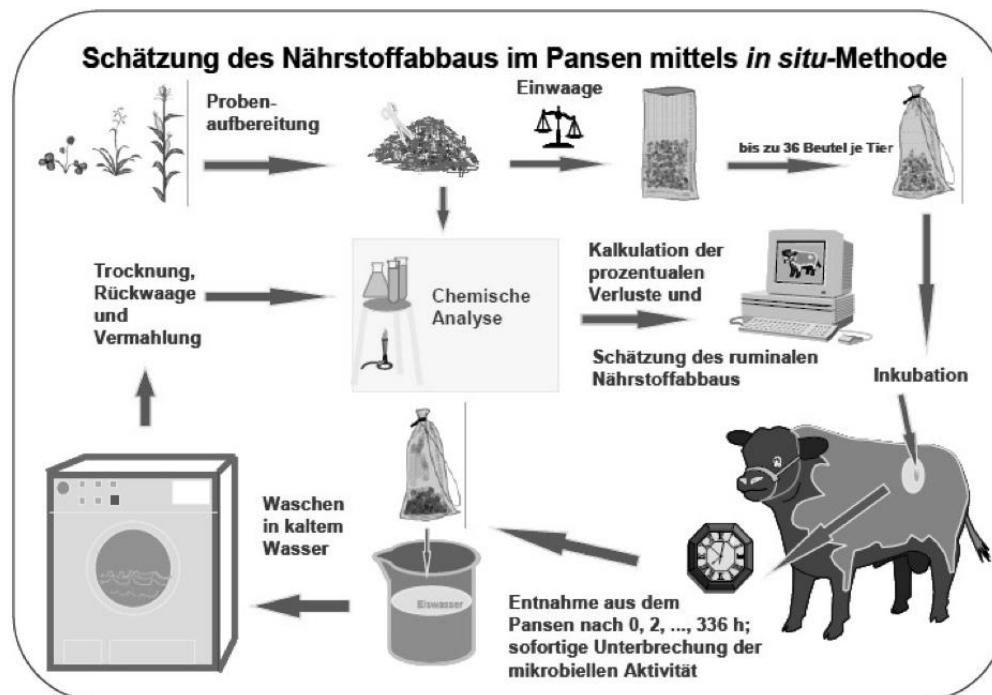 Schätzung des Nährstoffabbaus im Pansen mittels in situ-Methode
Proben-
aufbereitung
Einwaage
bis zu 36 Beutel je Tier
Trocknung,
Rückwaage
und
Vermahlung
Chemische
Analyse
Kalkulation der
prozentualen
Verluste und
Schätzung des ruminalen
Nährstoffabbaus
Inkubation
Waschen
in kaltem
Wasser
Eiswasser
Entnahme aus dem
Pansen nach 0, 2, ..., 336 h;
sofortige Unterbrechung der
mikrobiellen Aktivität